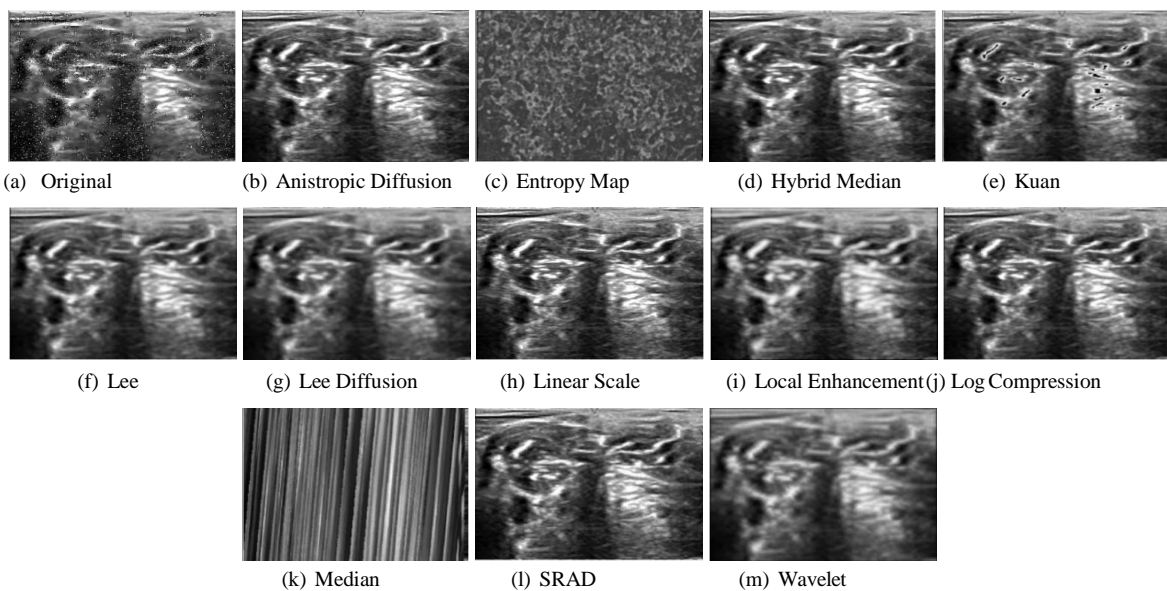 (a) Original
(b) Anistropic Diffusion
(c) Entropy Map
(d) Hybrid Median
(e) Kuan
(f) Lee
(g) Lee Diffusion
(h) Linear Scale
(i) Local Enhancement
(j) Log Compression
(k) Median
(l) SRAD
(m) Wavelet